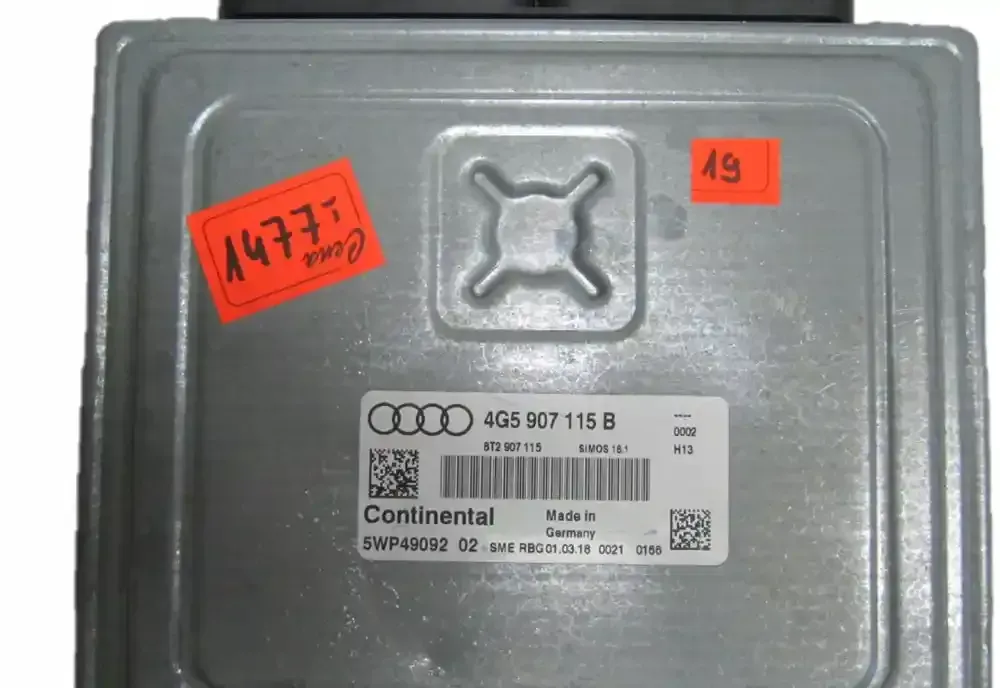 19
1477,-
Cena
4G5 907 115 B
----
0002
8T2 907 115 SIMOS 18.1 H13
Continental Made in
Germany
5WP49092 02 SME RBG 01.03.18 0021 0166